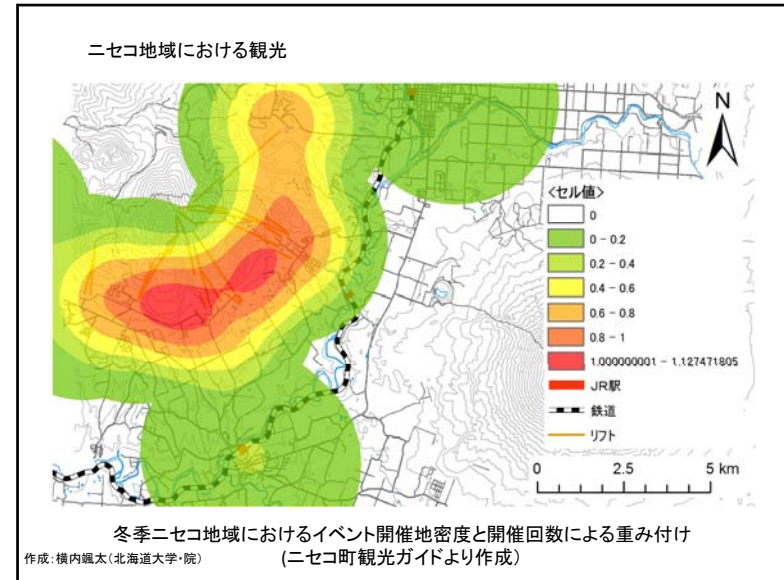 ニセコ地域における観光
N
<セル値>
0
0 - 0.2
0.2 - 0.4
0.4 - 0.6
0.6 - 0.8
0.8 - 1
1.000000001 - 1.127471805
JR駅
鉄道
リフト
0 2.5 5 km
冬季ニセコ地域におけるイベント開催地密度と開催回数による重み付け
作成:横内颯太(北海道大学・院) (ニセコ町観光ガイドより作成)